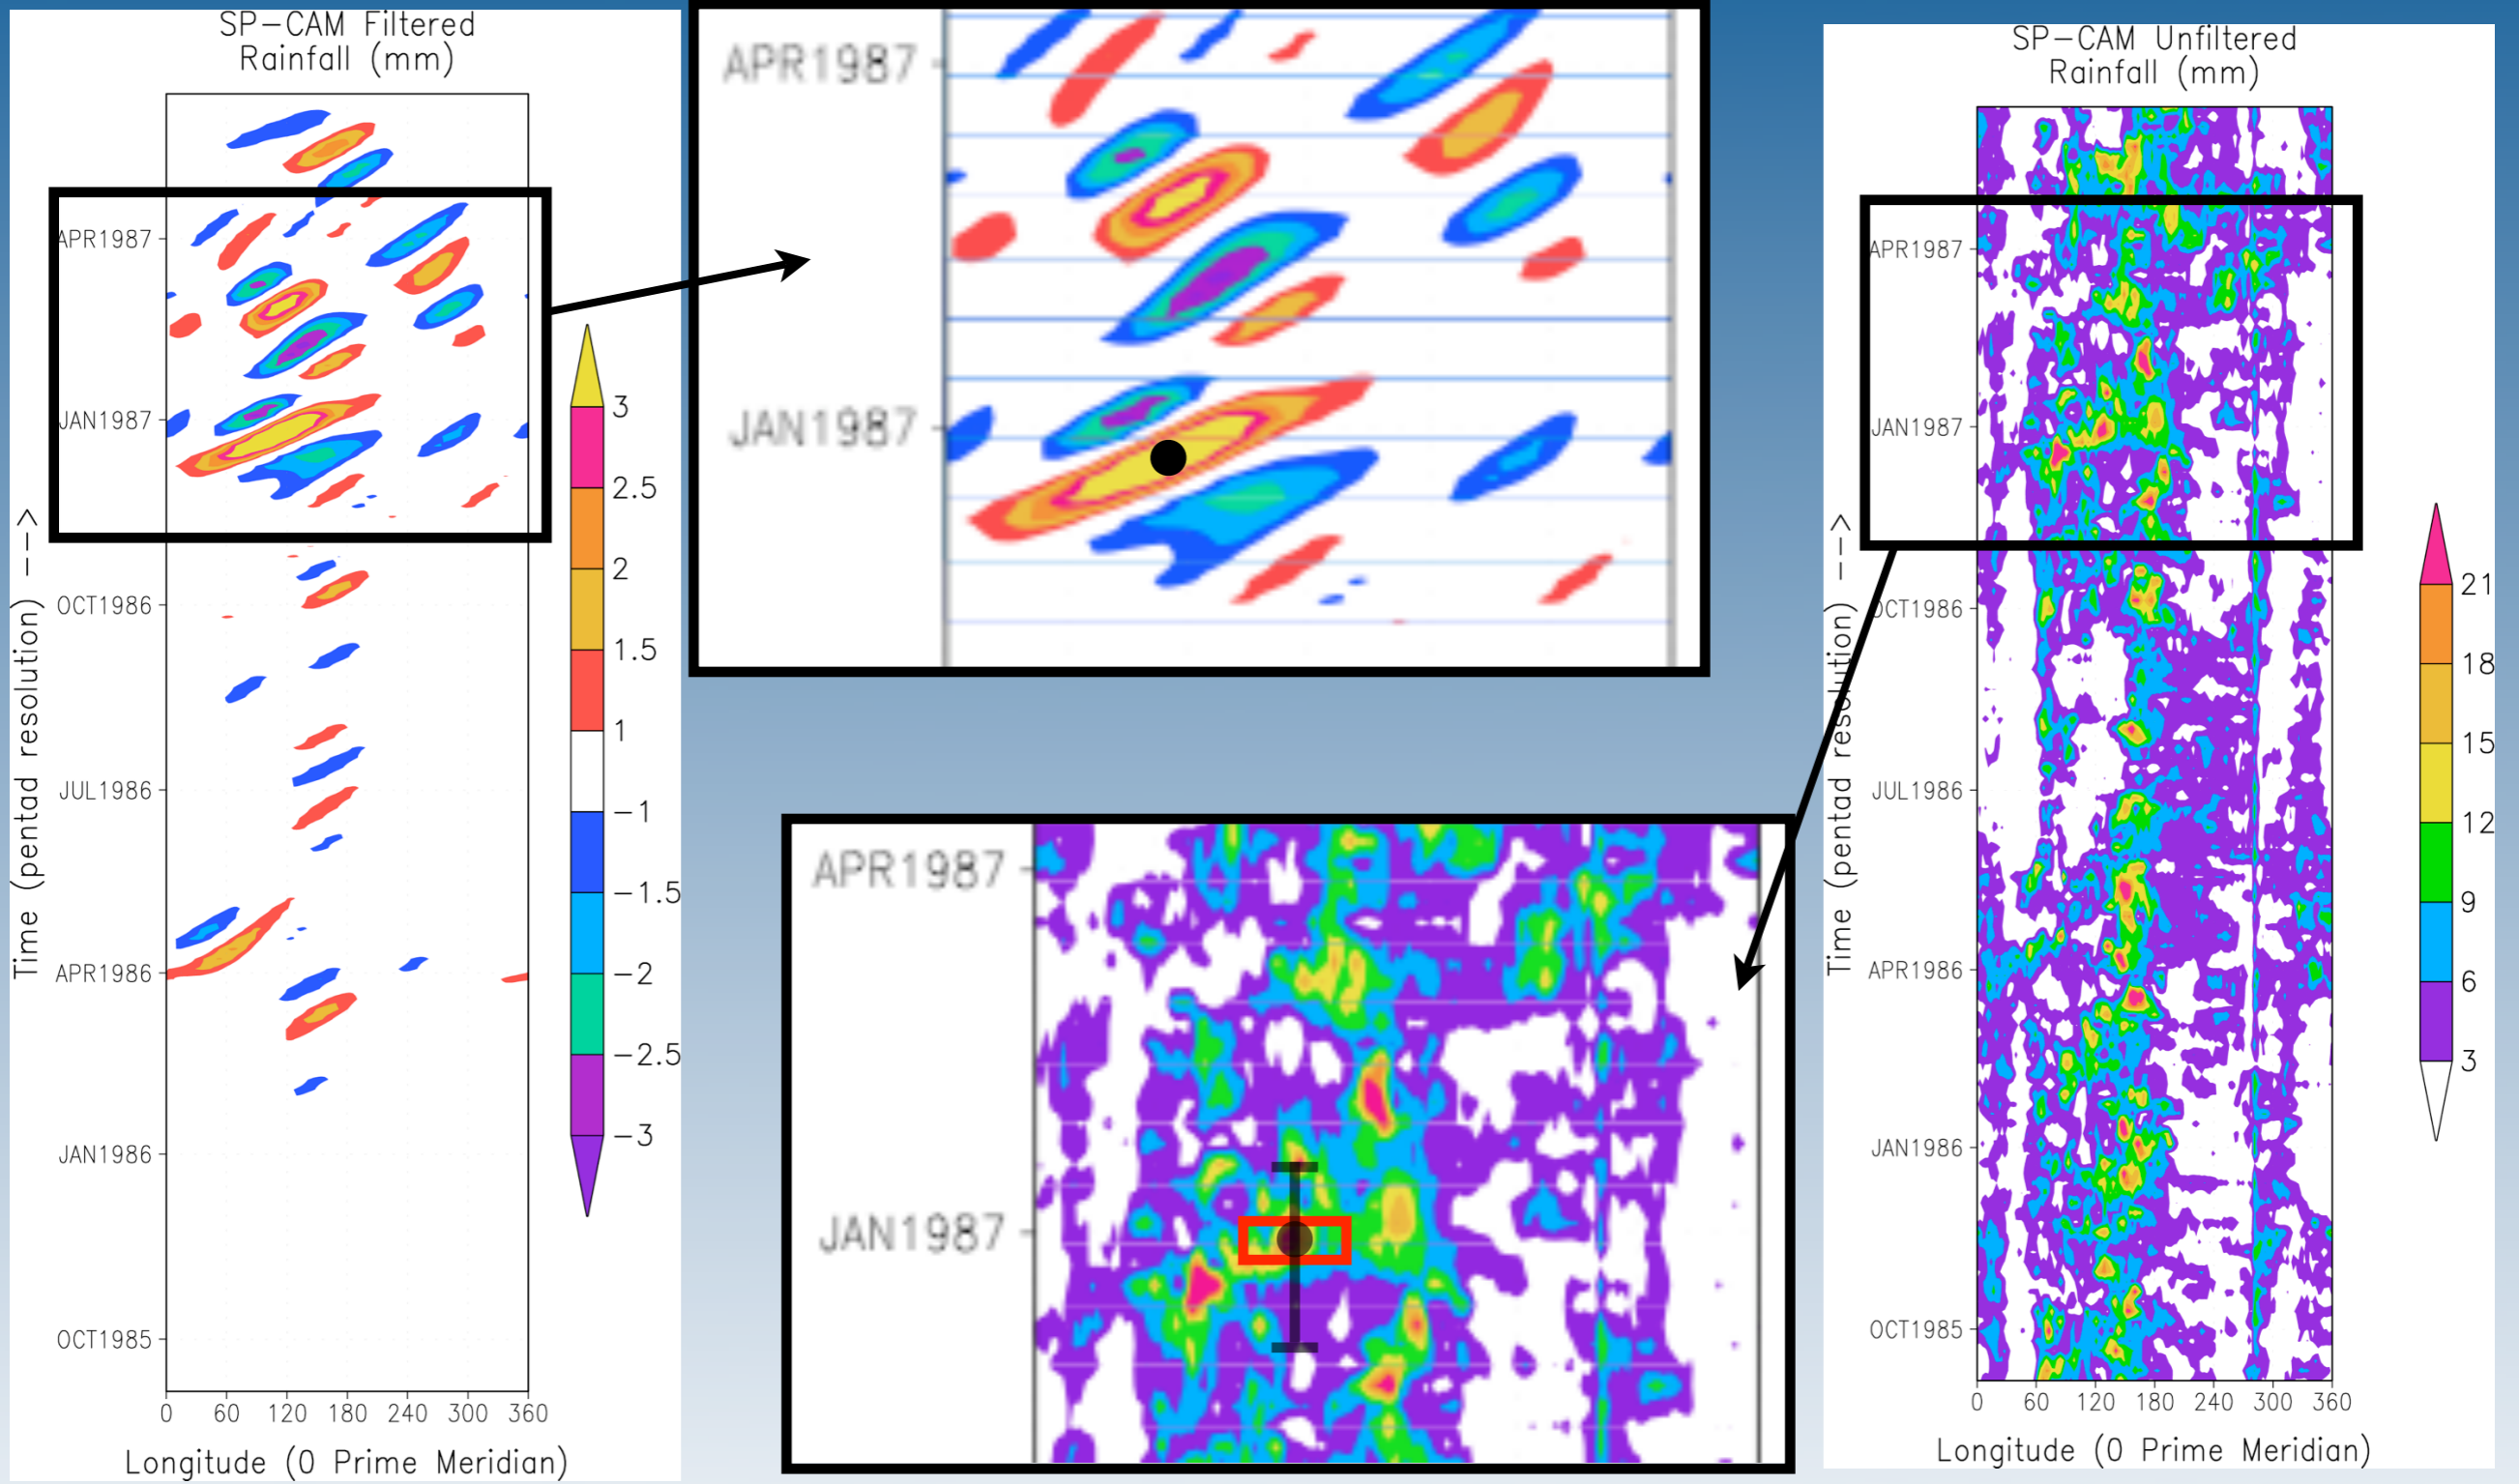 SP-CAM Filtered
Rainfall (mm)
APR1987
JAN1987
OCT1986
JUL1986
APR1986
JAN1986
OCT1985
Time (pentad resolution) -->
0 60 120 180 240 300 360
Longitude (0 Prime Meridian)
3
2.5
2
1.5
1
-1
-1.5
-2
-2.5
-3
APR1987
JAN1987
APR1987
JAN1987
SP-CAM Unfiltered
Rainfall (mm)
APR1987
JAN1987
OCT1986
JUL1986
APR1986
JAN1986
OCT1985
Time (pentad resolution) -->
0 60 120 180 240 300 360
Longitude (0 Prime Meridian)
21
18
15
12
9
6
3